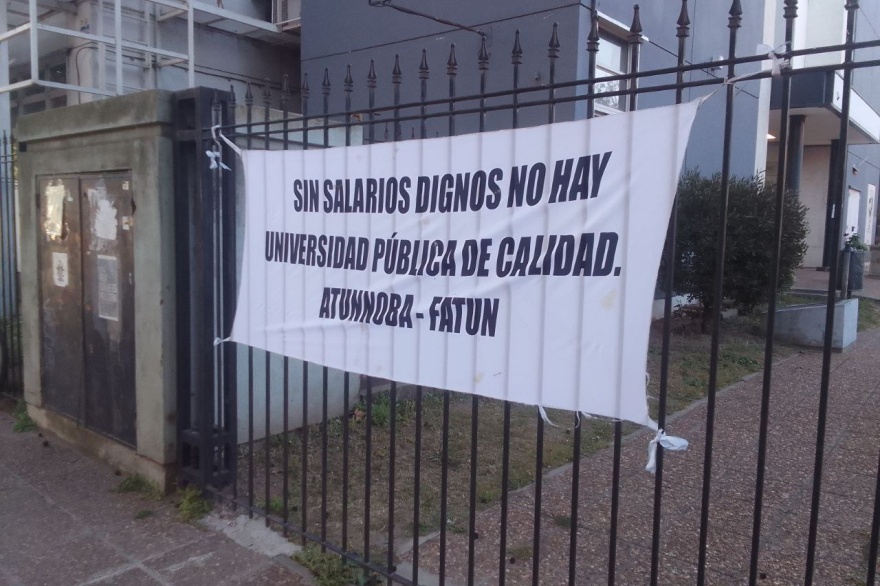 SIN SALARIOS DIGNOS NO HAY
UNIVERSIDAD PÚBLICA DE CALIDAD.
ATUNNOBA - FATUN